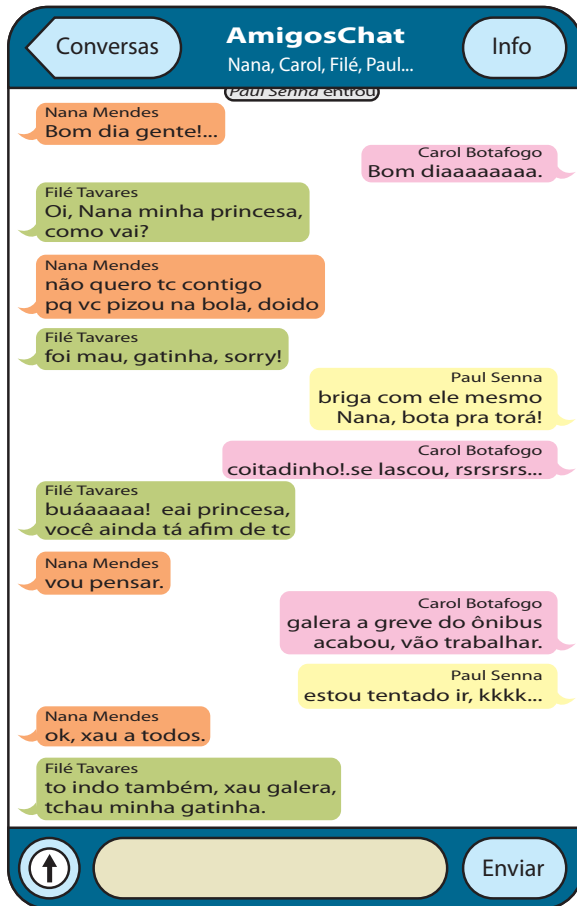 Conversas
AmigosChat
Info
Nana, Carol, Filé, Paul...
Paul Senna entrou
Nana Mendes
Bom dia gente!...
Carol Botafogo
Bom diaaaaaaaa.
Filé Tavares
Oi, Nana minha princesa,
como vai?
Nana Mendes
não quero tc contigo
pq vc pizou na bola, doido
Filé Tavares
foi mau, gatinha, sorry!
Paul Senna
briga com ele mesmo
Nana, bota pra torá!
Carol Botafogo
coitadinho!.se lascou, rsrsrsrs...
Filé Tavares
buáaaaaa! eai princesa,
você ainda tá afim de tc
Nana Mendes
vou pensar.
Carol Botafogo
galera a greve do ônibus
acabou, vão trabalhar.
Paul Senna
estou tentado ir, kkkk...
Nana Mendes
ok, xau a todos.
Filé Tavares
to indo também, xau galera,
tchau minha gatinha.
Enviar